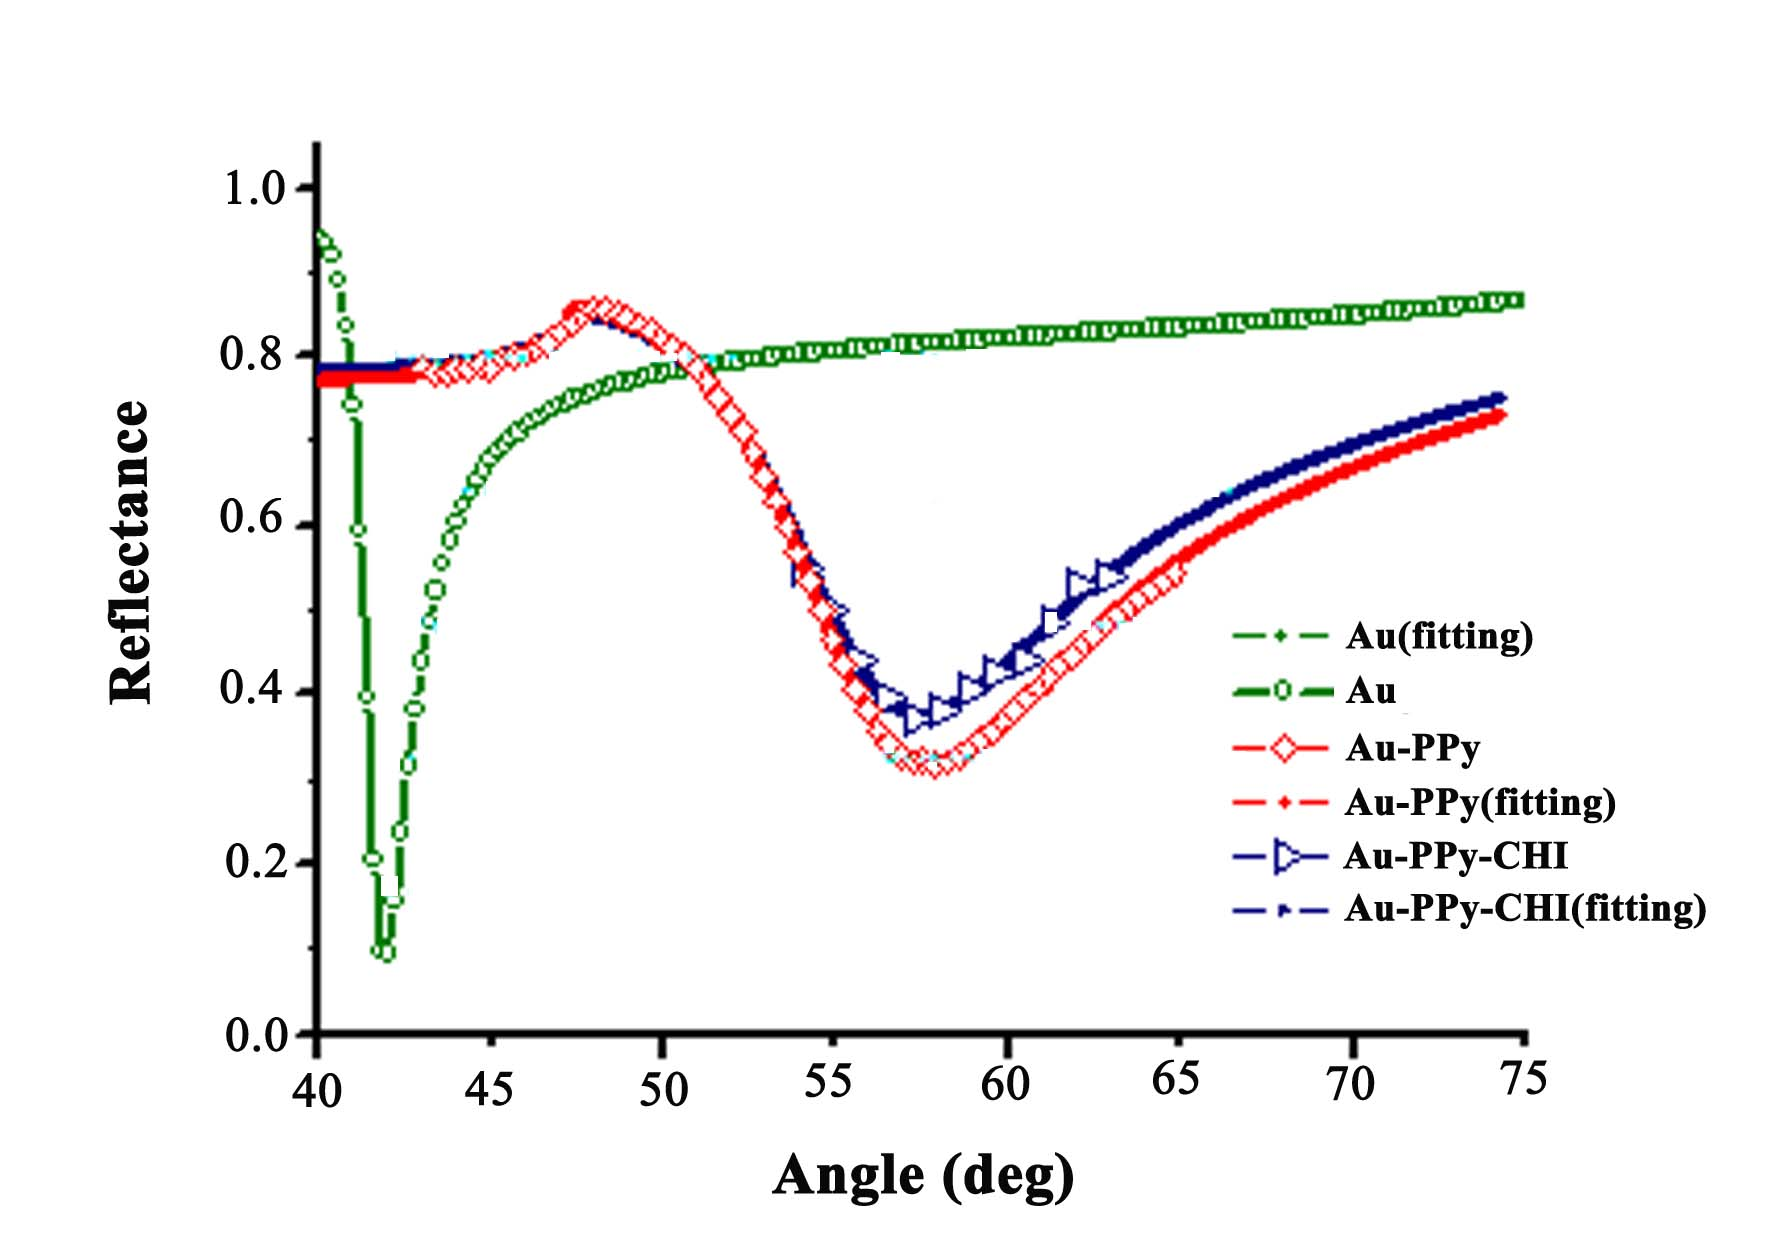 1.0
0.8
0.6
0.4
0.2
0.0
Reflectance
40 45 50 55 60 65 70 75
Angle (deg)
Au(fitting)
Au
Au-PPy
Au-PPy(fitting)
Au-PPy-CHI
Au-PPy-CHI(fitting)